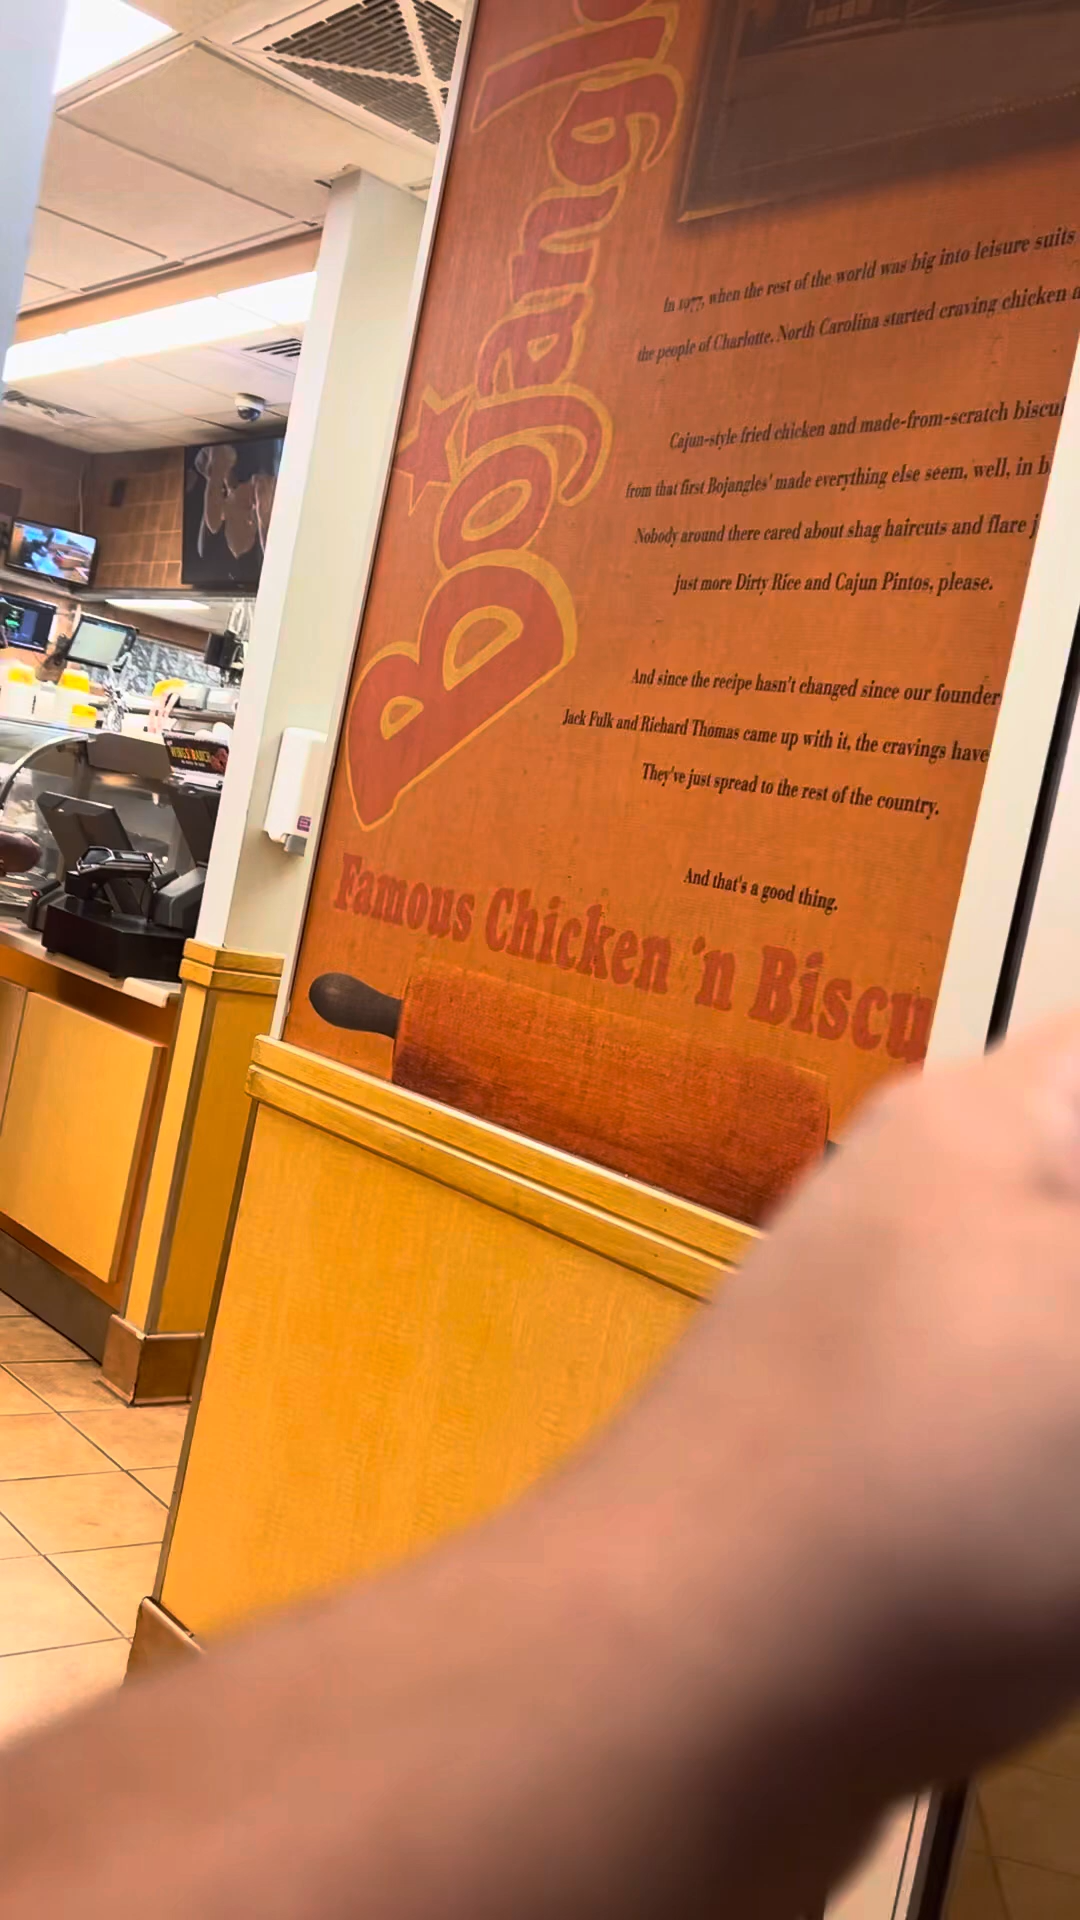 Bojangl
In 1977, when the rest of the world was big into leisure suits
the people of Charlotte, North Carolina started craving chicken
Cajun-style fried chicken and made-from-scratch biscu
from that first Bojangles' made everything else seem, well, in b
Nobody around there cared about shag haircuts and flare j
just more Dirty Rice and Cajun Pintos, please.
And since the recipe hasn't changed since our founder
Jack Fulk and Richard Thomas came up with it, the cravings have
They've just spread to the rest of the country.
And that's a good thing.
Famous Chicken 'n Biscu